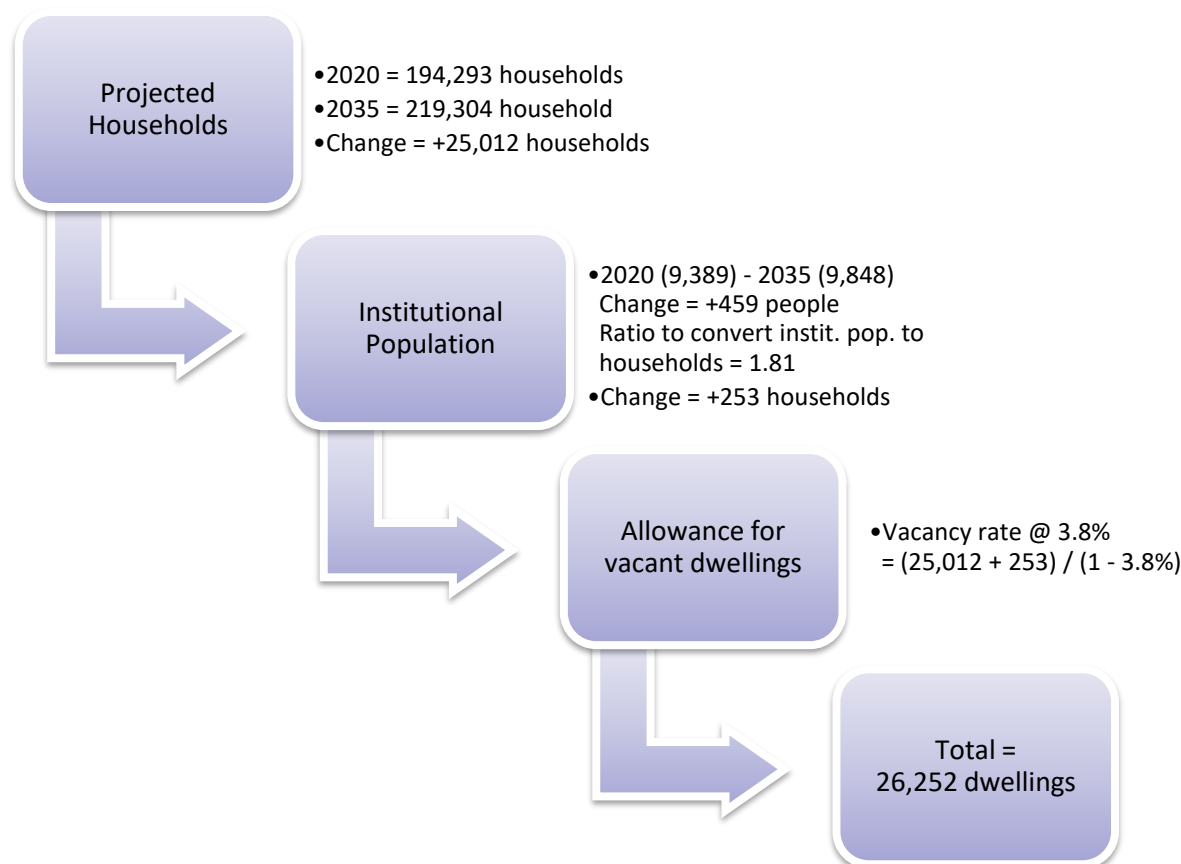 Projected
Households
•2020 = 194,293 households
•2035 = 219,304 household
•Change = +25,012 households
Institutional
Population
•2020 (9,389) - 2035 (9,848)
Change = +459 people
Ratio to convert instit. pop. to
households = 1.81
•Change = +253 households
Allowance for
vacant dwellings
•Vacancy rate @ 3.8%
= (25,012 + 253) / (1 - 3.8%)
Total =
26,252 dwellings